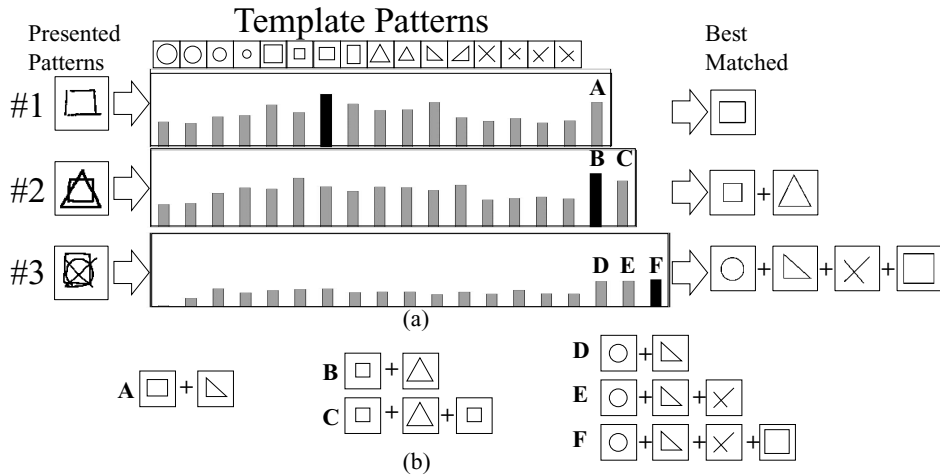 Template Patterns
Presented
Patterns
Best
Matched
#1
A
#2
B C
+
#3
D E F
+ + +
(a)
A + 
B +
C + +
D +
E + +
F + + +
(b)